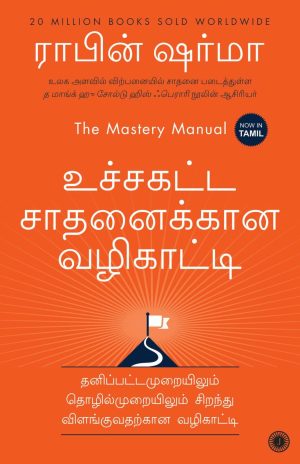 20 MILLION BOOKS SOLD WORLDWIDE
ராபின் ஷர்மா
உலக அளவில் விற்பனையில் சாதனை படைத்துள்ள
த மாங்க் ஹூ சோல்டு ஹிஸ் ஃபெராரி நூலின் ஆசிரியர்
The Mastery Manual
NOW IN
TAMIL
உச்சகட்ட
சாதனைக்கான
வழிகாட்டி
தனிப்பட்டமுறையிலும்
தொழில்முறையிலும் சிறந்து
விளங்குவதற்கான வழிகாட்டி